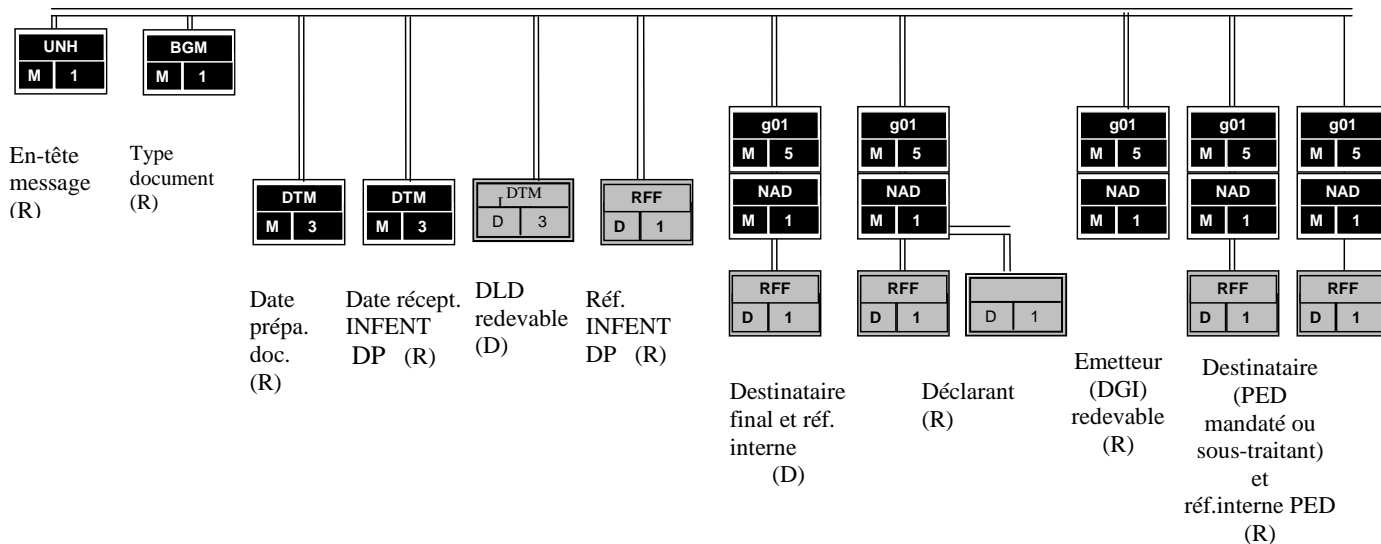 UNH
M 1
BGM
M 1
En-tête
message
(R)
Type
document
(R)
DTM
M 3
DTM
M 3
DTM
D 3
RFF
D 1
Date
prépa.
doc.
(R)
Date récept.
INFENT
DP (R)
DLD
redevable
(D)
Réf.
INFENT
DP (R)
g01
M 5
NAD
M 1
RFF
D 1
g01
M 5
NAD
M 1
RFF
D 1
D 1
g01
M 5
NAD
M 1
g01
M 5
NAD
M 1
RFF
D 1
g01
M 5
NAD
M 1
RFF
D 1
Destinataire
final et réf.
interne
(D)
Déclarant
(R)
Emetteur
(DGI)
redevable
(R)
Destinataire
(PED
mandaté ou
sous-traitant)
et
réf.interne PED
(R)